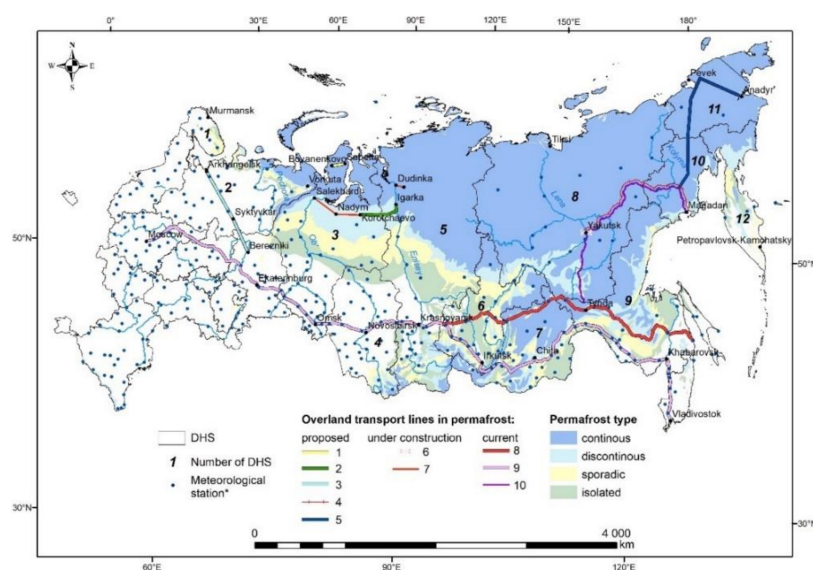 0° 30° 60° 90° 120° 150° 180°
N
W E
S
Murmansk
Pevek
Anadyr'
1
11
Tiksi
Arkhangelsk
Bovanenkovo
Sabetta
2
Vorkuta
Dudinka
10
8
Salekhard
Igarka
Kolyma
Nadym
Lena
Syktyvkar
Korotchaevo
5
Magadan
12
Yakutsk
50°N
Moscow
Berezniki
3
Petropavlovsk-Kamchatsky
50°N
Ob'
Enisey
Ekaterinburg
6
Tynda
9
Omsk
Novosibirsk
Krasnoyarsk
7
4
Irkutsk
Chita
Khabarovsk
Vladivostok
Overland transport lines in permafrost:
Permafrost type
DHS
proposed under construction current
continous
1 Number of DHS
1 6 8
discontinous
2 7 9
sporadic
Meteorological
station*
3 10
isolated
4
30°N
5
30°N
0 4 000
km
60°E 90°E 120°E